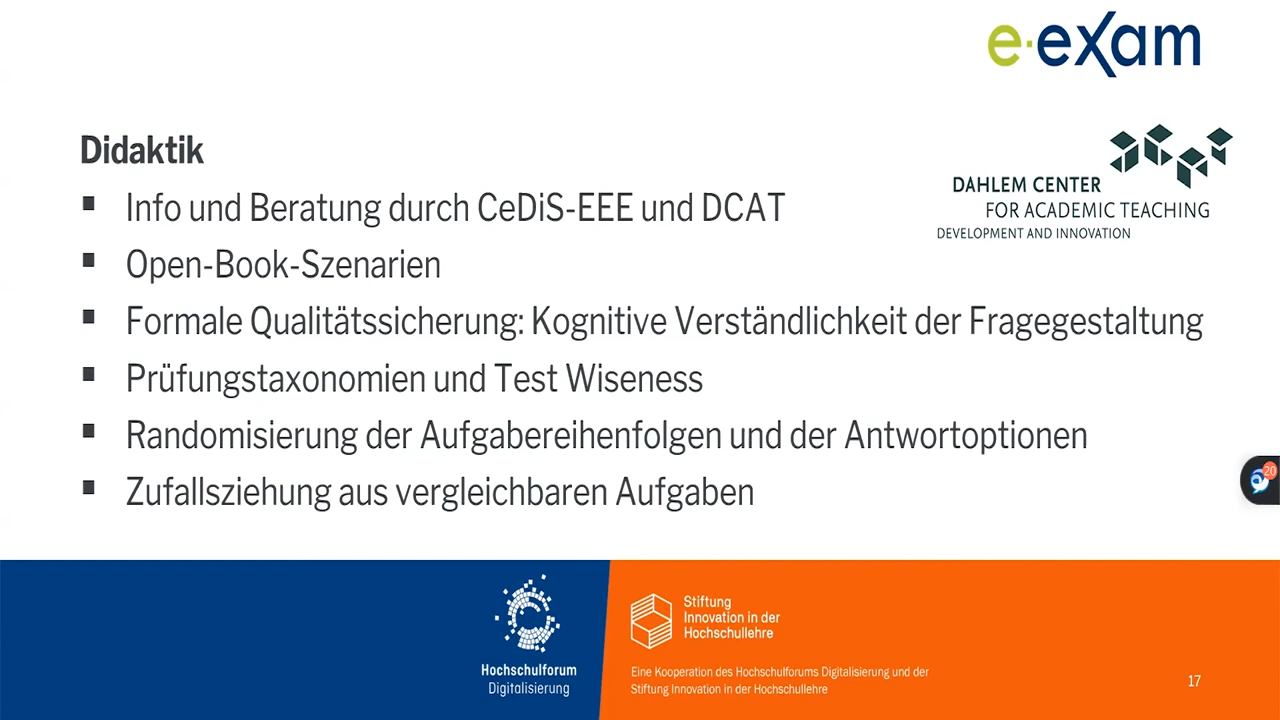 e·exam
Didaktik
DAHLEM CENTER
FOR ACADEMIC TEACHING
DEVELOPMENT AND INNOVATION
▪ Info und Beratung durch CeDiS-EEE und DCAT
▪ Open-Book-Szenarien
▪ Formale Qualitätssicherung: Kognitive Verständlichkeit der Fragegestaltung
▪ Prüfungstaxonomien und Test Wiseness
▪ Randomisierung der Aufgabereihenfolgen und der Antwortoptionen
▪ Zufallsziehung aus vergleichbaren Aufgaben
20
Hochschulforum
Digitalisierung
Stiftung
Innovation in der
Hochschullehre
Eine Kooperation des Hochschulforums Digitalisierung und der
Stiftung Innovation in der Hochschullehre
17